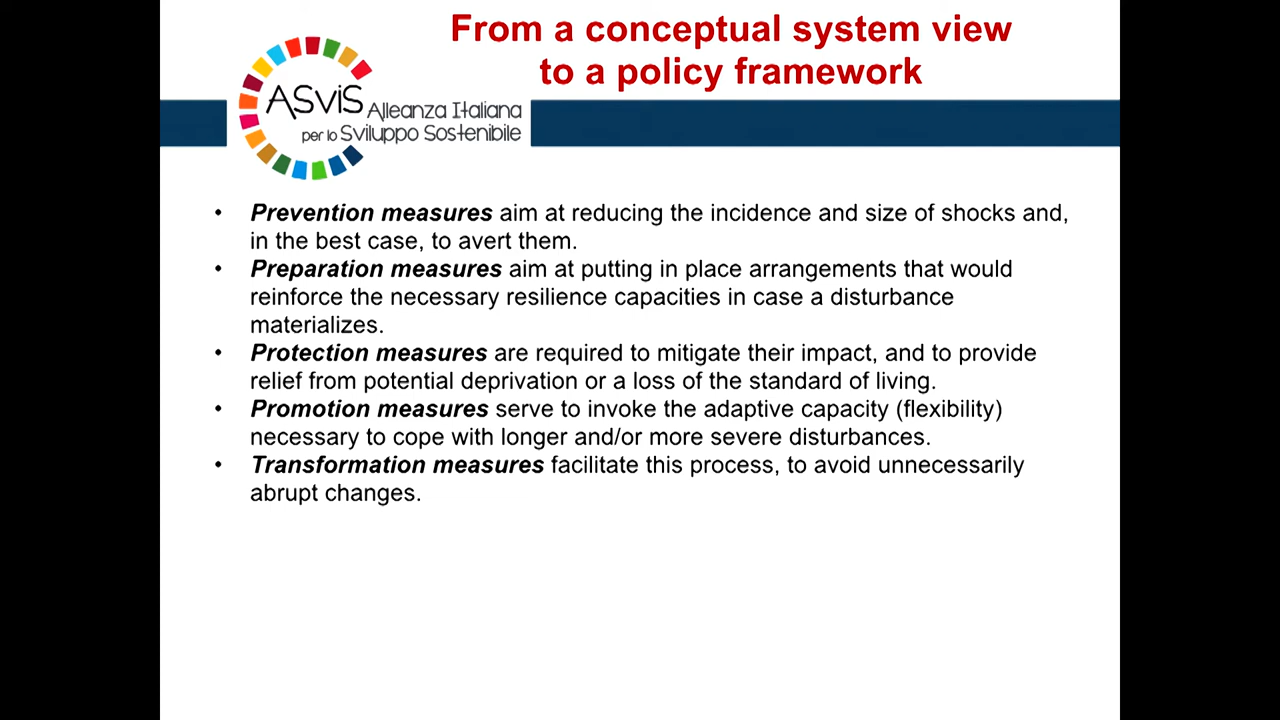 From a conceptual system view
to a policy framework
ASviS Alleanza Italiana
per lo Sviluppo Sostenibile
• Prevention measures aim at reducing the incidence and size of shocks and,
in the best case, to avert them.
• Preparation measures aim at putting in place arrangements that would
reinforce the necessary resilience capacities in case a disturbance
materializes.
• Protection measures are required to mitigate their impact, and to provide
relief from potential deprivation or a loss of the standard of living.
• Promotion measures serve to invoke the adaptive capacity (flexibility)
necessary to cope with longer and/or more severe disturbances.
• Transformation measures facilitate this process, to avoid unnecessarily
abrupt changes.